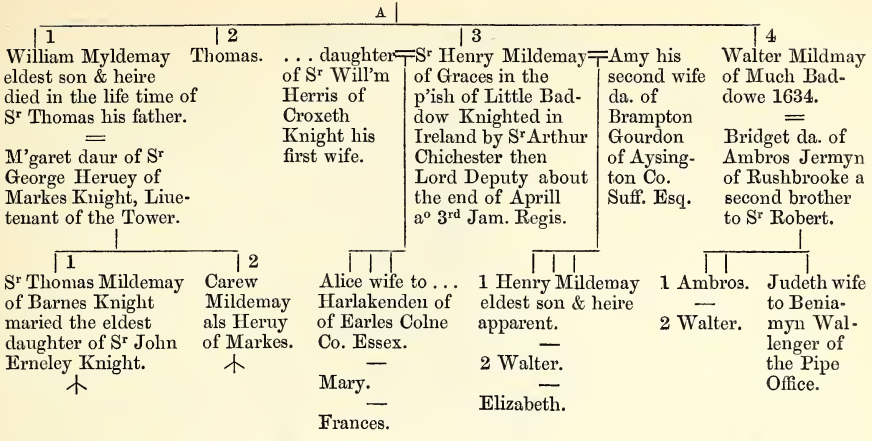 A
1
William Myldemay
eldest son & heire
died in the life time of
Sʳ Thomas his father.
=
M'garet daur of Sʳ
George Heruey of
Markes Knight, Liue-
tenant of the Tower.
2
Thomas.
. . . daughter
of Sʳ Will'm
Herris of
Croxeth
Knight his
first wife.
=
3
Sʳ Henry Mildemay
of Graces in the
p'ish of Little Bad-
dow Knighted in
Ireland by Sʳ Arthur
Chichester then
Lord Deputy about
the end of Aprill
aº 3ʳᵈ Jam. Regis.
=
Amy his
second wife
da. of
Brampton
Gourdon
of Aysing-
ton Co.
Suff. Esq.
4
Walter Mildmay
of Much Bad-
dowe 1634.
=
Bridget da. of
Ambros Jermyn
of Rushbrooke a
second brother
to Sʳ Robert.
1
Sʳ Thomas Mildemay
of Barnes Knight
maried the eldest
daughter of Sʳ John
Erneley Knight.
2
Carew
Mildemay
als Heruy
of Markes.
Alice wife to . . .
Harlakenden of
of Earles Colne
Co. Essex.
—
Mary.
—
Frances.
1 Henry Mildemay
eldest son & heire
apparent.
—
2 Walter.
—
Elizabeth.
1 Ambros.
—
2 Walter.
Judeth wife
to Benia-
myn Wal-
lenger of
the Pipe
Office.